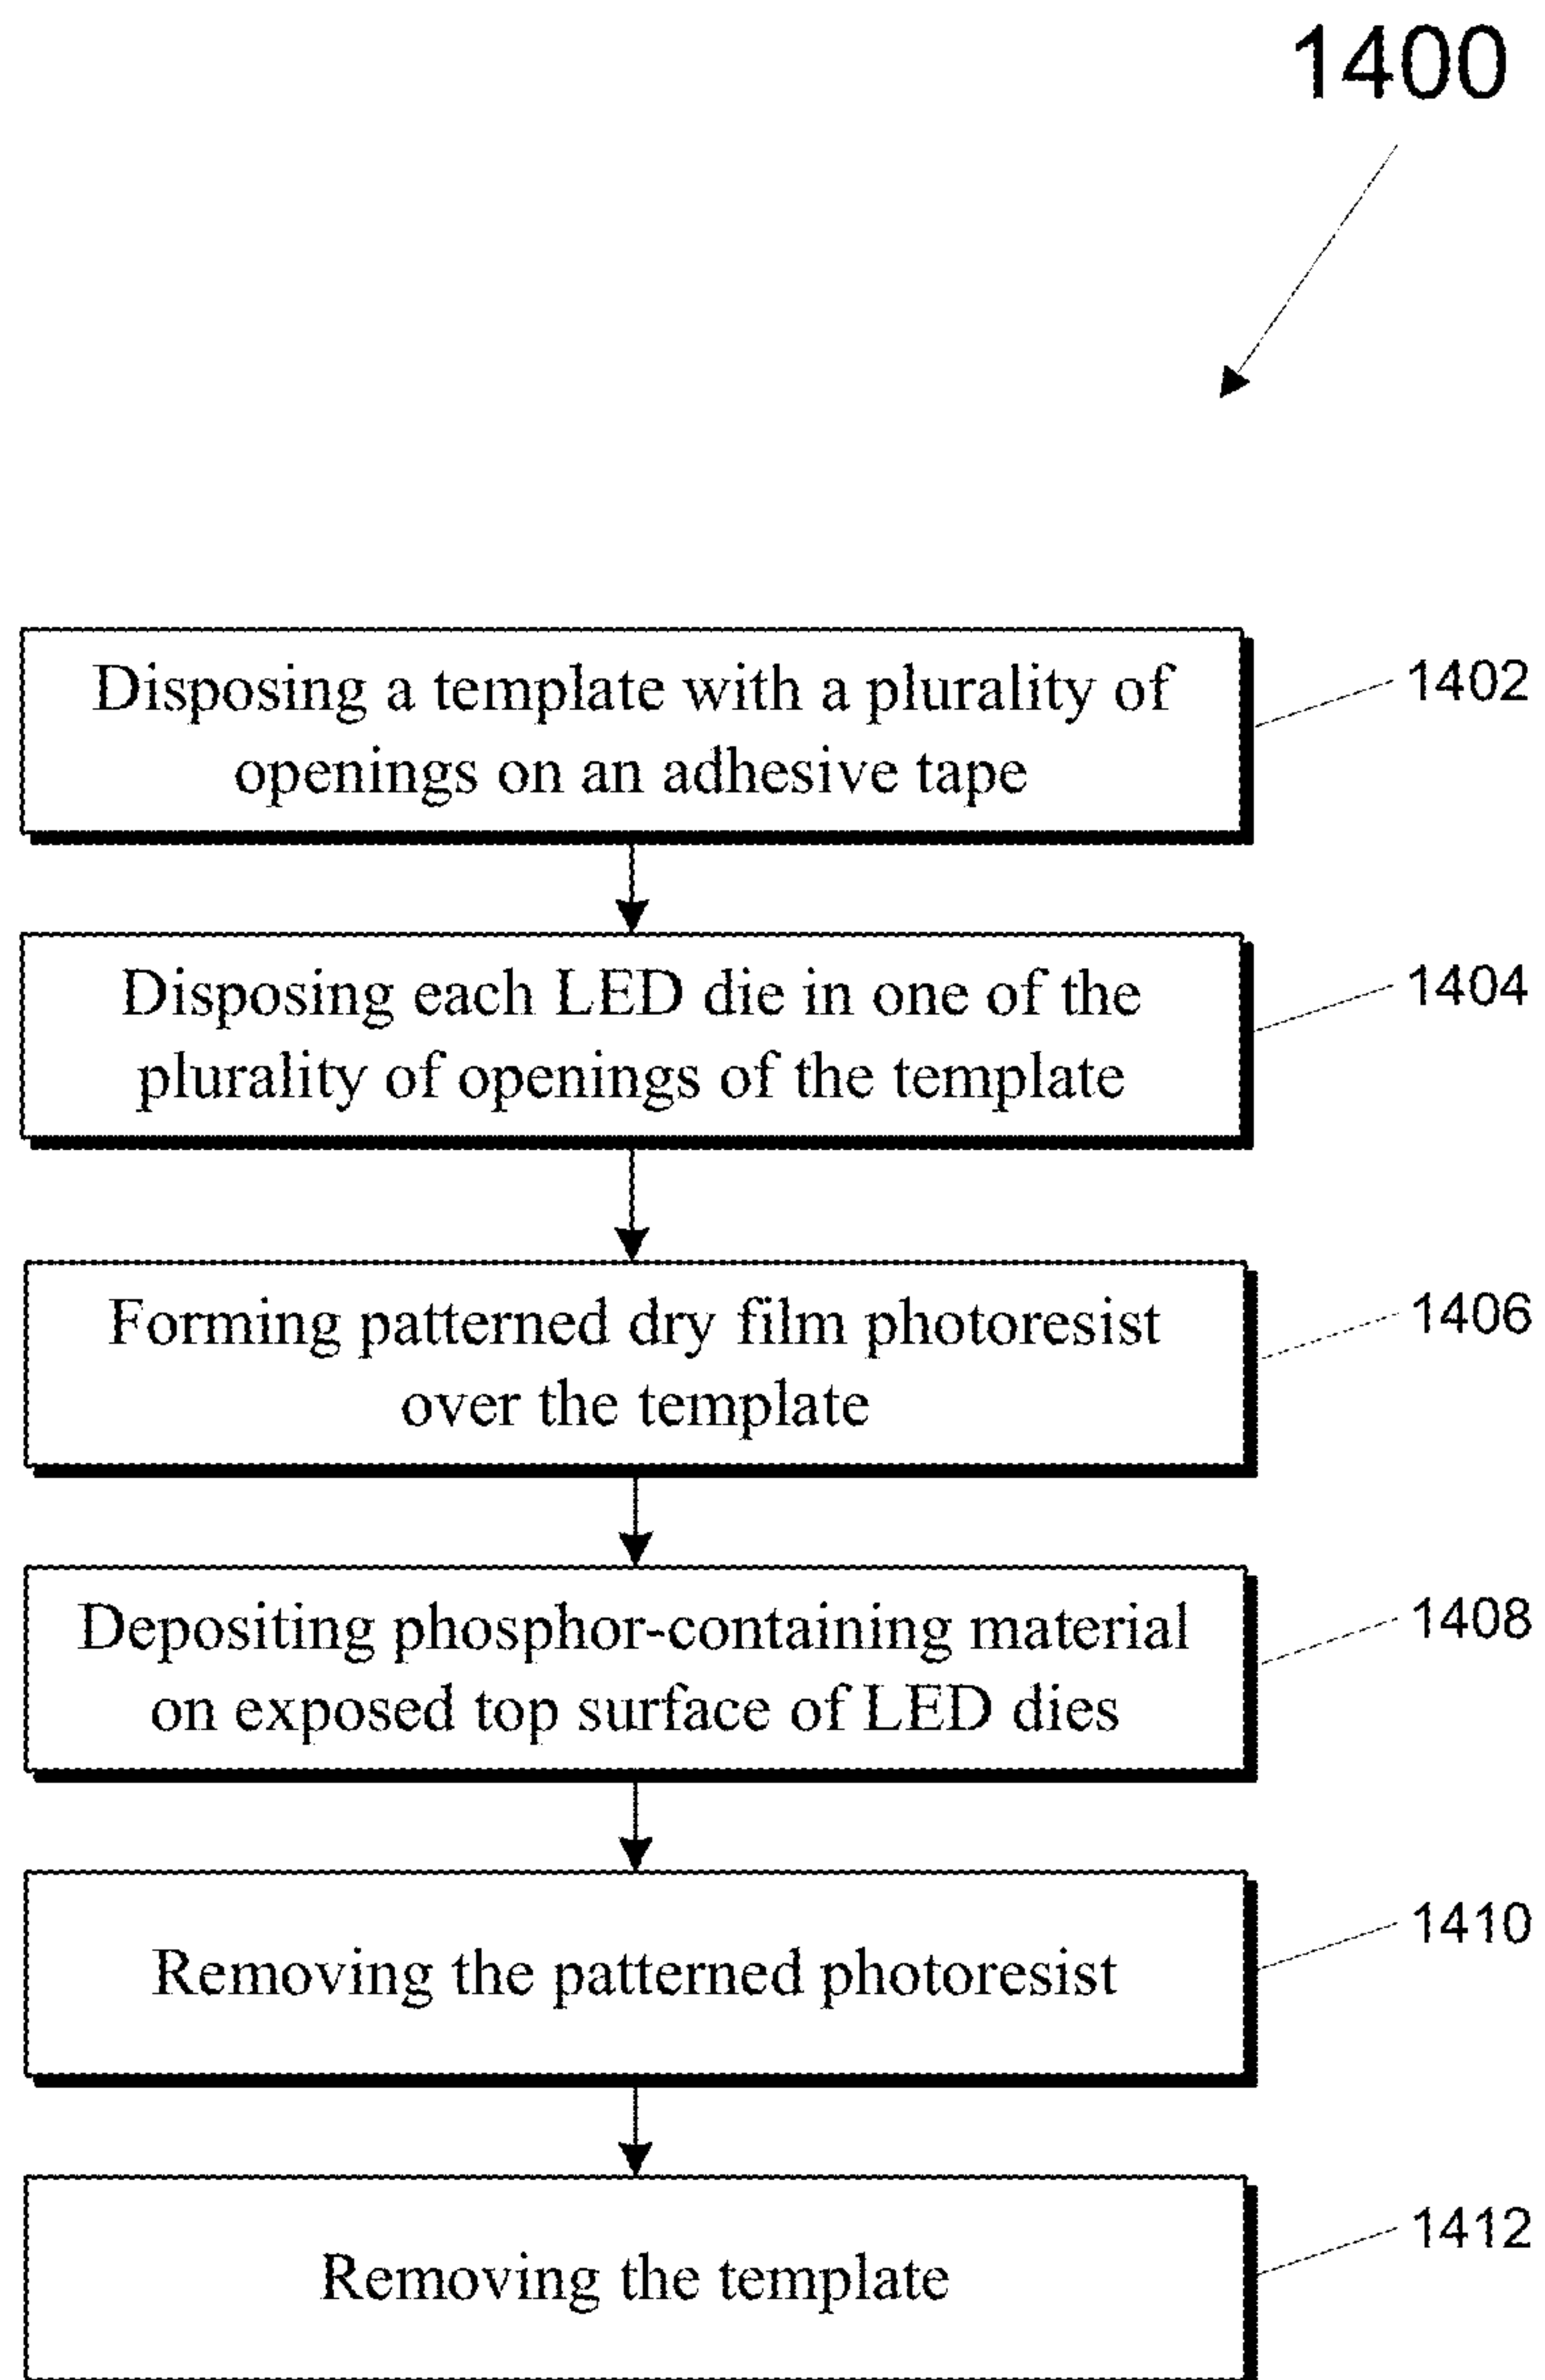 1400
Disposing a template with a plurality of
openings on an adhesive tape
1402
Disposing each LED die in one of the
plurality of openings of the template
1404
Forming patterned dry film photoresist
over the template
1406
Depositing phosphor-containing material
on exposed top surface of LED dies
1408
Removing the patterned photoresist
1410
Removing the template
1412